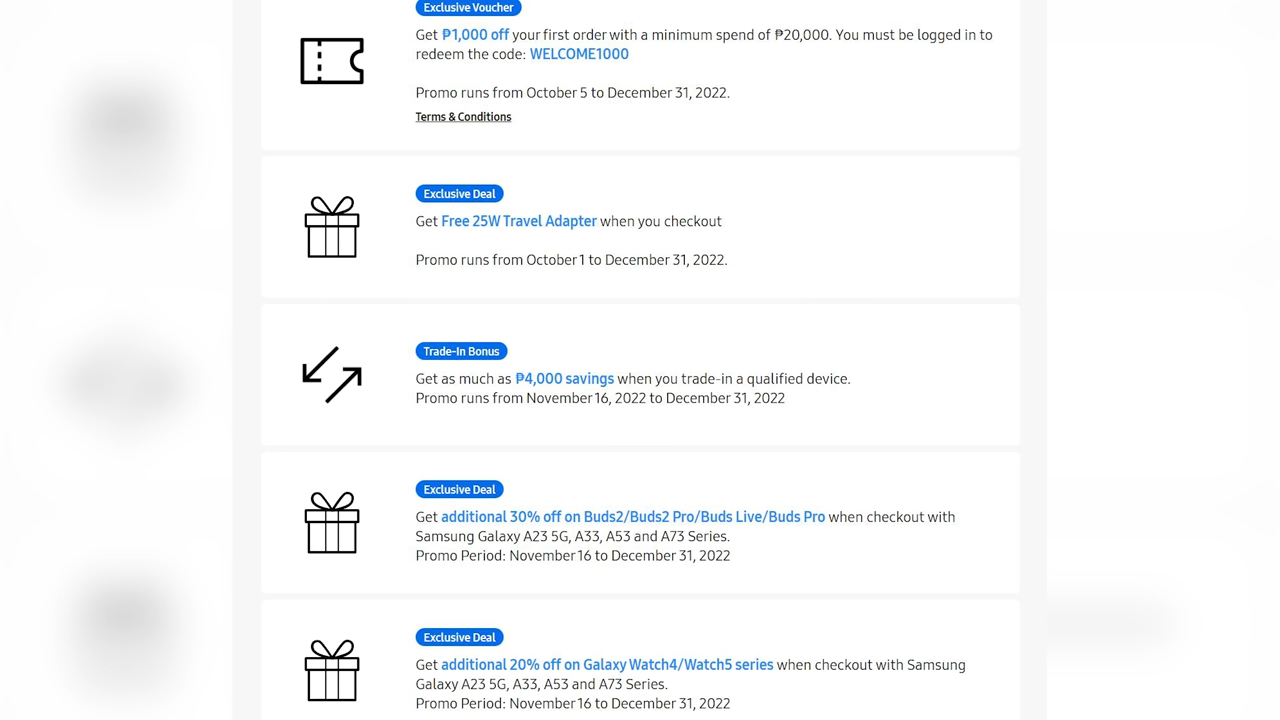 Exclusive Voucher
Get ₱1,000 off your first order with a minimum spend of ₱20,000. You must be logged in to
redeem the code: WELCOME1000
Promo runs from October 5 to December 31, 2022.
Terms & Conditions
Exclusive Deal
Get Free 25W Travel Adapter when you checkout
Promo runs from October 1 to December 31, 2022.
Trade-In Bonus
Get as much as ₱4,000 savings when you trade-in a qualified device.
Promo runs from November 16, 2022 to December 31, 2022
Exclusive Deal
Get additional 30% off on Buds2/Buds2 Pro/Buds Live/Buds Pro when checkout with
Samsung Galaxy A23 5G, A33, A53 and A73 Series.
Promo Period: November 16 to December 31, 2022
Exclusive Deal
Get additional 20% off on Galaxy Watch4/Watch5 series when checkout with Samsung
Galaxy A23 5G, A33, A53 and A73 Series.
Promo Period: November 16 to December 31, 2022